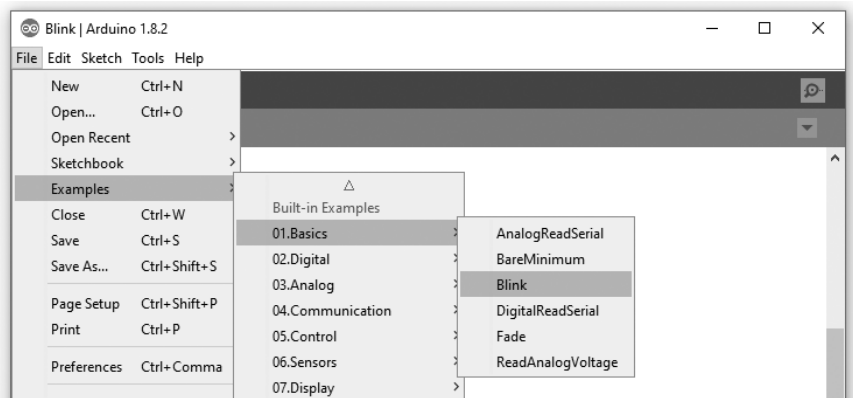 Blink | Arduino 1.8.2
File Edit Sketch Tools Help
New Ctrl+N
Open... Ctrl+O
Open Recent
Sketchbook
Examples
Close Ctrl+W
Save Ctrl+S
Save As... Ctrl+Shift+S
Page Setup Ctrl+Shift+P
Print Ctrl+P
Preferences Ctrl+Comma
Built-in Examples
01.Basics
02.Digital
03.Analog
04.Communication
05.Control
06.Sensors
07.Display
AnalogReadSerial
BareMinimum
Blink
DigitalReadSerial
Fade
ReadAnalogVoltage